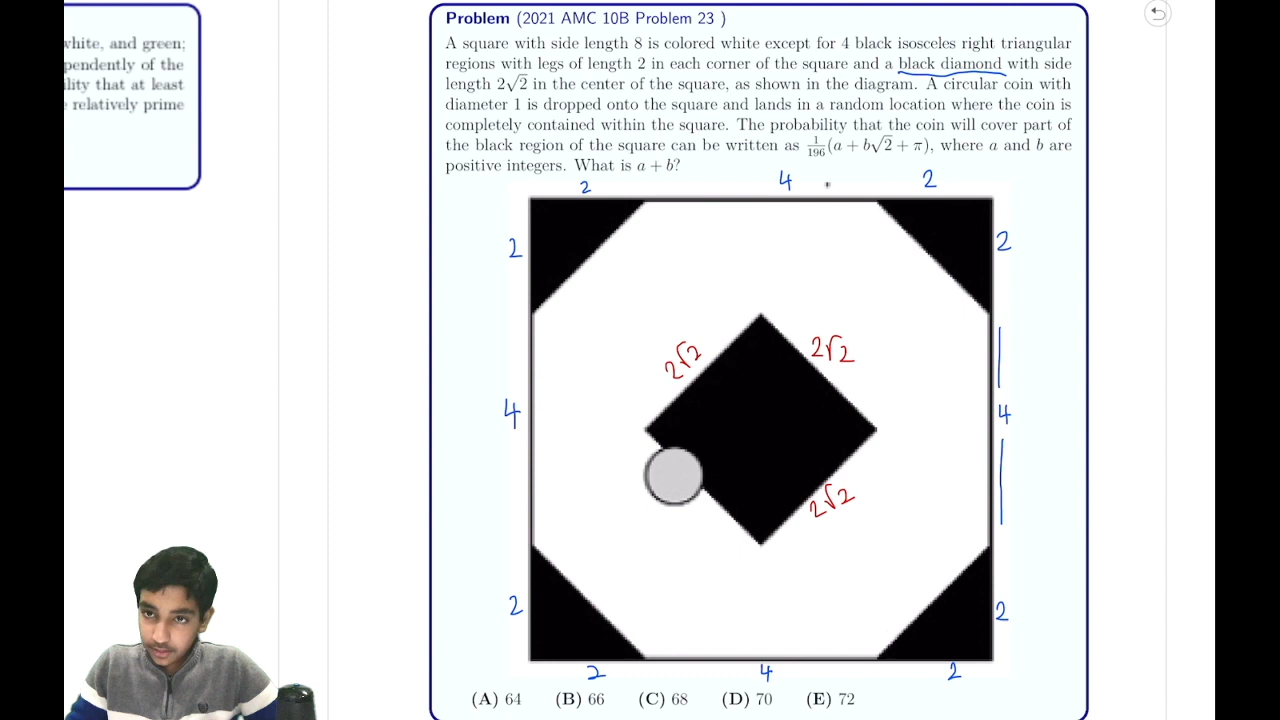 white, and green;
pendently of the
ility that at least
relatively prime
Problem (2021 AMC 10B Problem 23 )
A square with side length 8 is colored white except for 4 black isosceles right triangular
regions with legs of length 2 in each corner of the square and a black diamond with side
length 2√2 in the center of the square, as shown in the diagram. A circular coin with
diameter 1 is dropped onto the square and lands in a random location where the coin is
completely contained within the square. The probability that the coin will cover part of
the black region of the square can be written as 1/196(a + b√2 + π), where a and b are
positive integers. What is a + b?
2 4 2
2 2
2√2 2√2
4 4
2√2
2 2
2 4 2
(A) 64 (B) 66 (C) 68 (D) 70 (E) 72